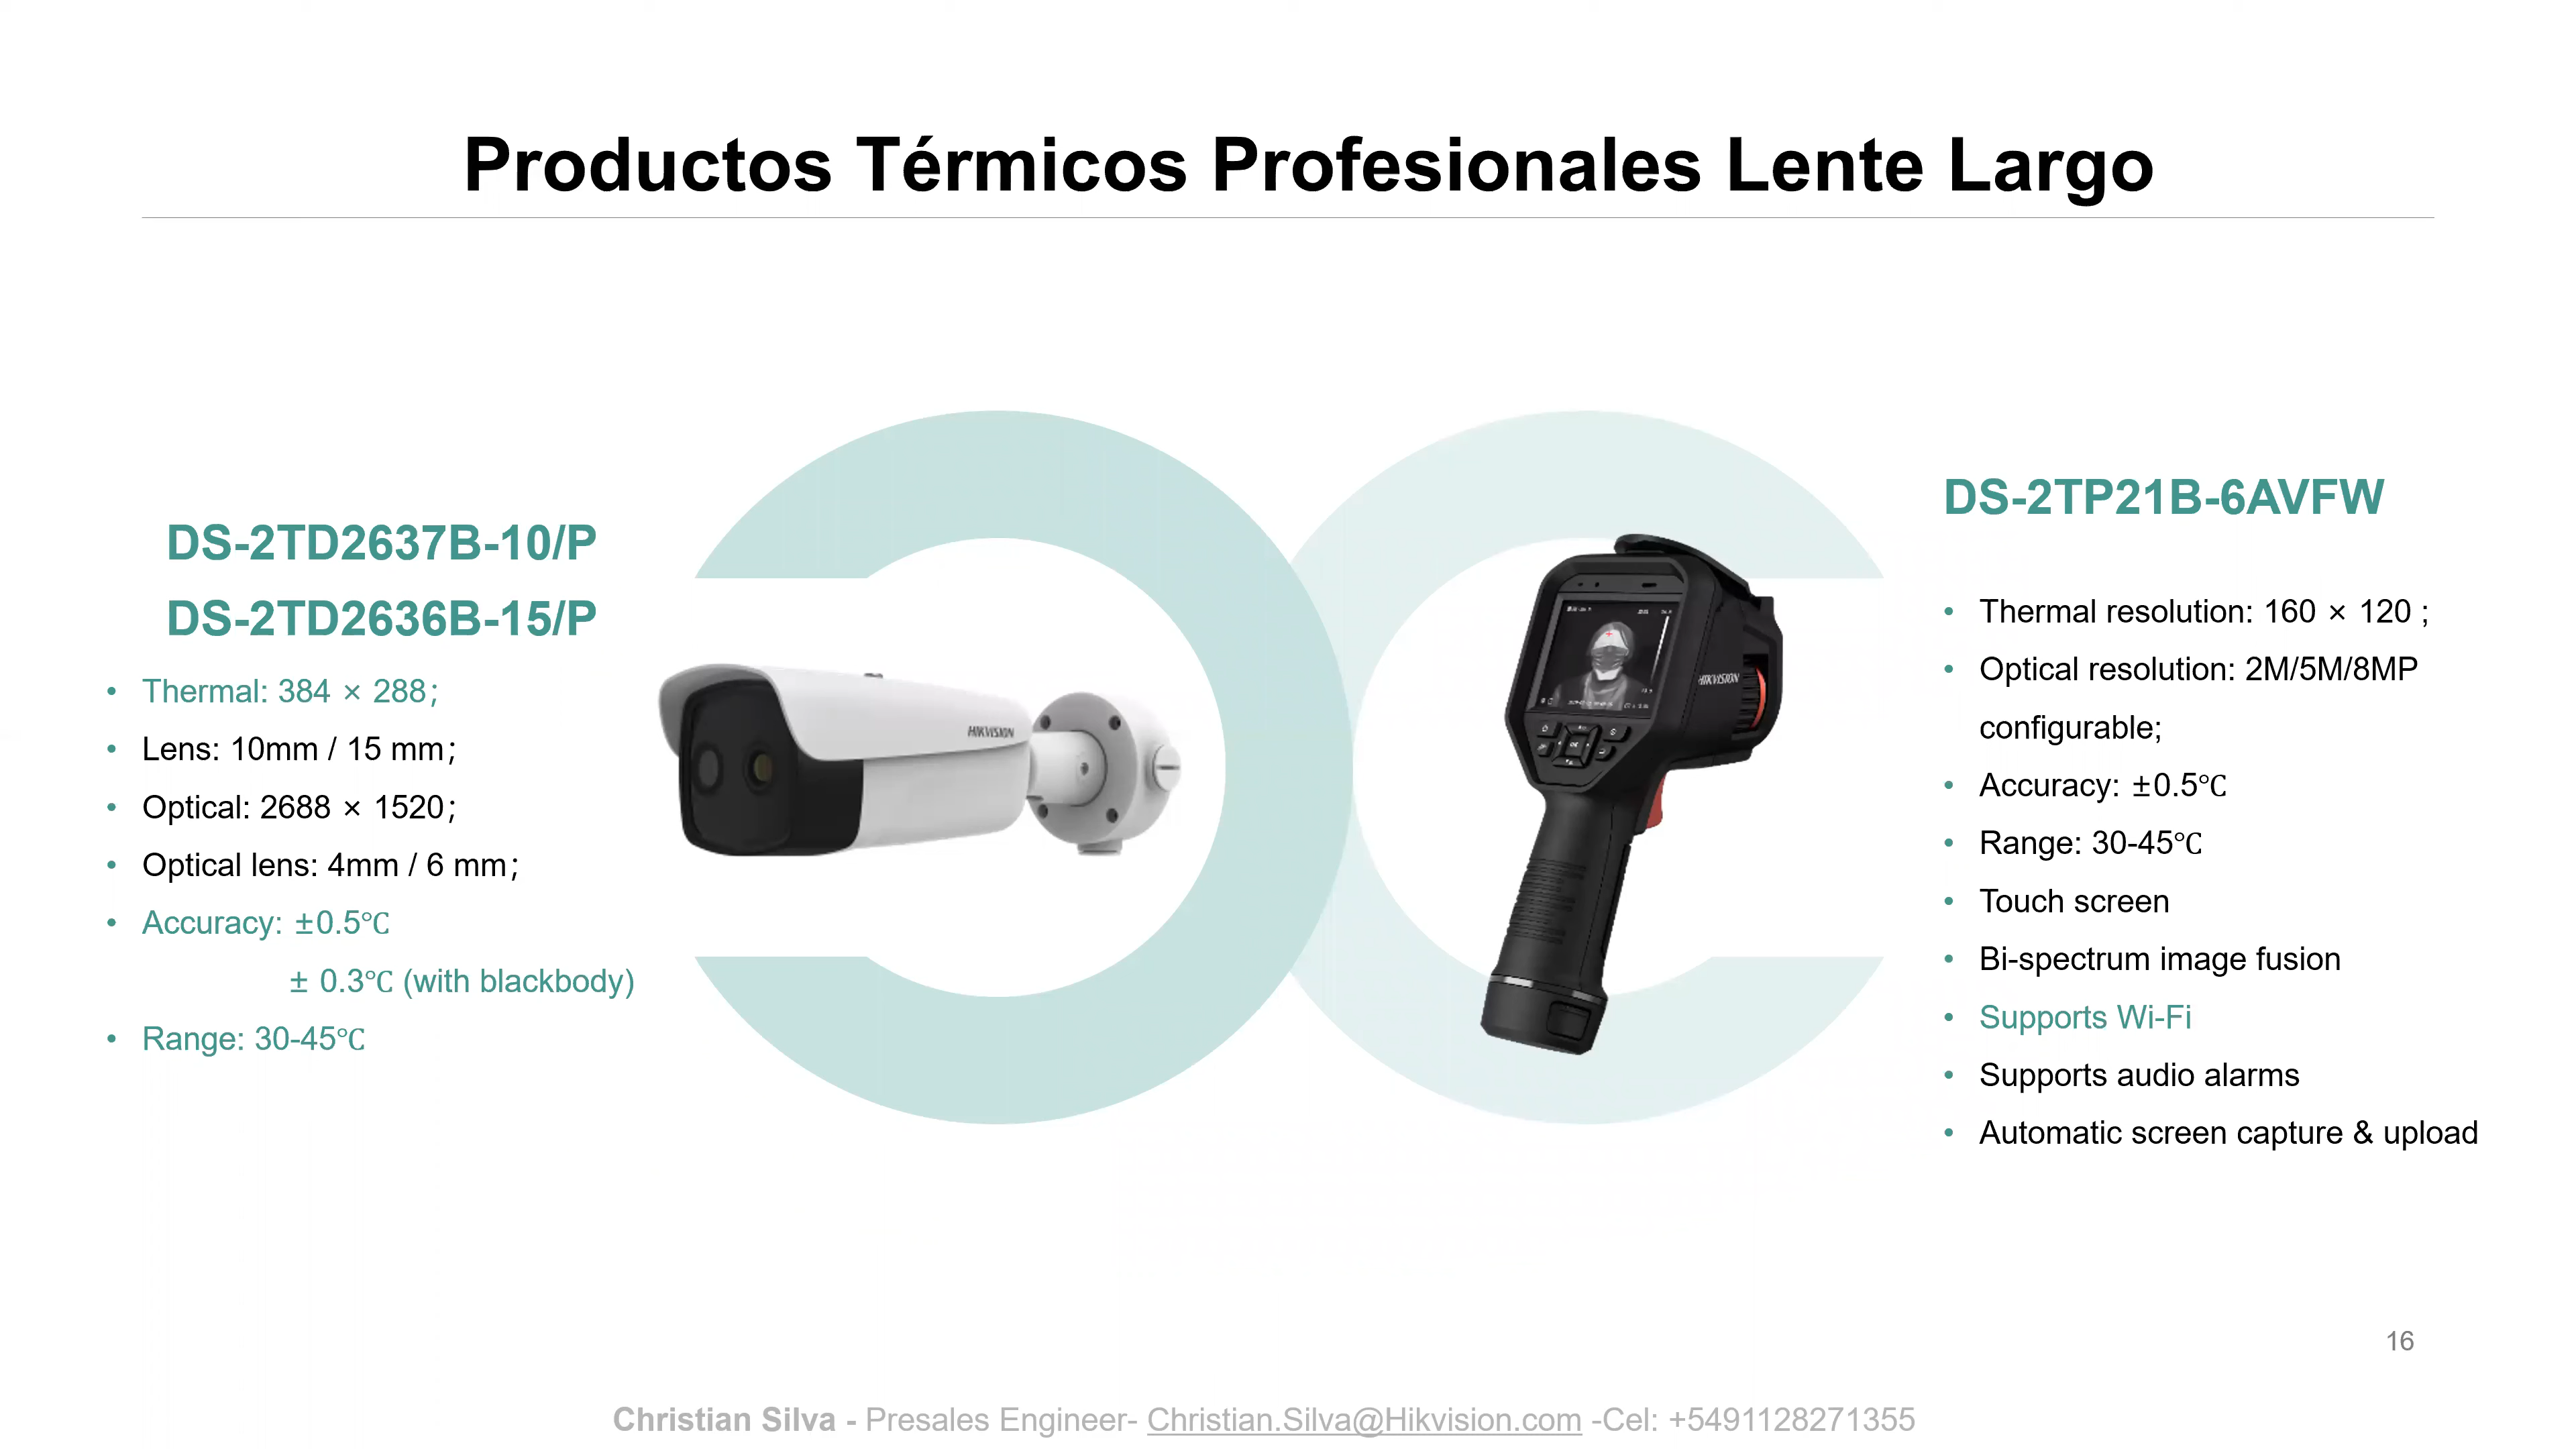 Productos Térmicos Profesionales Lente Largo
DS-2TD2637B-10/P
DS-2TD2636B-15/P
• Thermal: 384 × 288;
• Lens: 10mm / 15 mm;
• Optical: 2688 × 1520;
• Optical lens: 4mm / 6 mm;
• Accuracy: ±0.5℃
± 0.3℃ (with blackbody)
• Range: 30-45℃
HIKVISION
HIKVISION
DS-2TP21B-6AVFW
• Thermal resolution: 160 × 120 ;
• Optical resolution: 2M/5M/8MP
configurable;
• Accuracy: ±0.5℃
• Range: 30-45℃
• Touch screen
• Bi-spectrum image fusion
• Supports Wi-Fi
• Supports audio alarms
• Automatic screen capture & upload
16
Christian Silva - Presales Engineer- Christian.Silva@Hikvision.com -Cel: +5491128271355